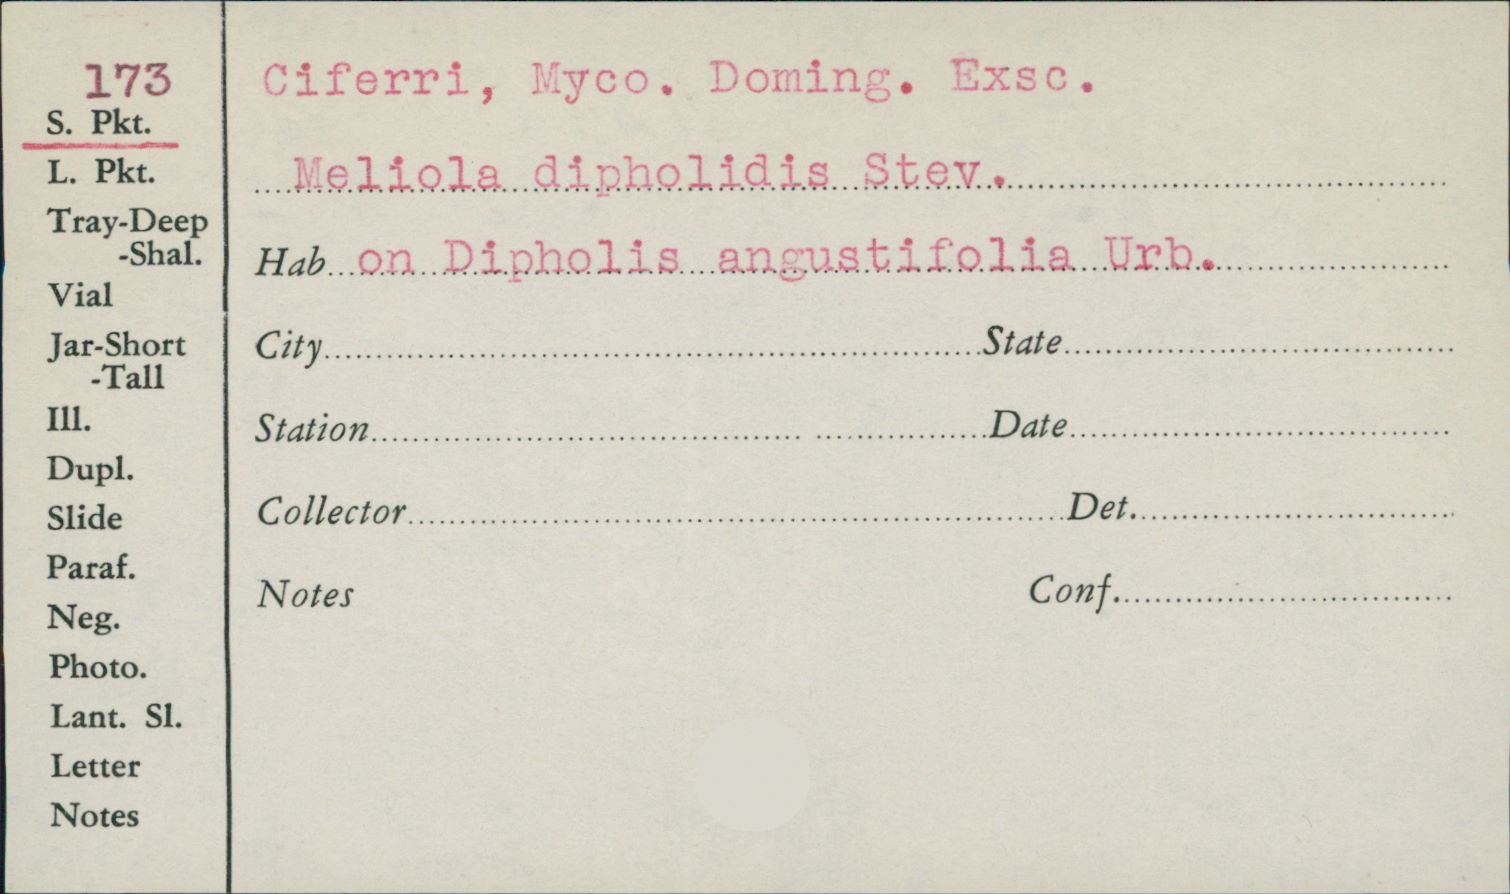 173
S. Pkt.
L. Pkt.
Tray-Deep
-Shal.
Vial
Jar-Short
-Tall
Ill.
Dupl.
Slide
Paraf.
Neg.
Photo.
Lant. Sl.
Letter
Notes
Ciferri, Myco. Doming. Exsc.
Meliola dipholidis Stev.
Hab on Dipholis angustifolia Urb.
City State
Station Date
Collector Det.
Notes Conf.